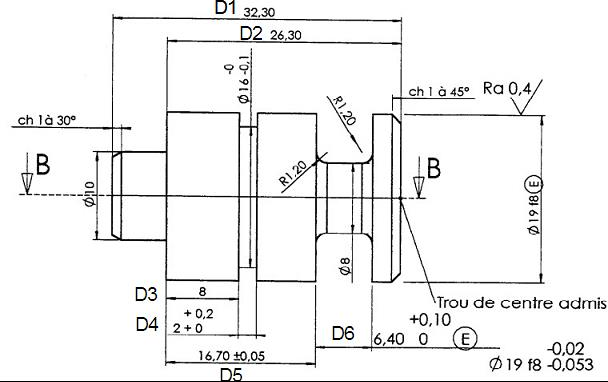 D1 32,30
D2 26,30
-0
Ø16-0,1
R1,20
ch 1 à 45°
Ra 0,4
ch 1à 30°
B
B
R1,20
Ø10
Ø8
Ø19 f8 E
D3 8
Trou de centre admis
+ 0,2
D4 2 + 0
D6
+0,10
6,40 0 E
16,70 ±0,05
D5
-0,02
Ø 19 f8 -0,053